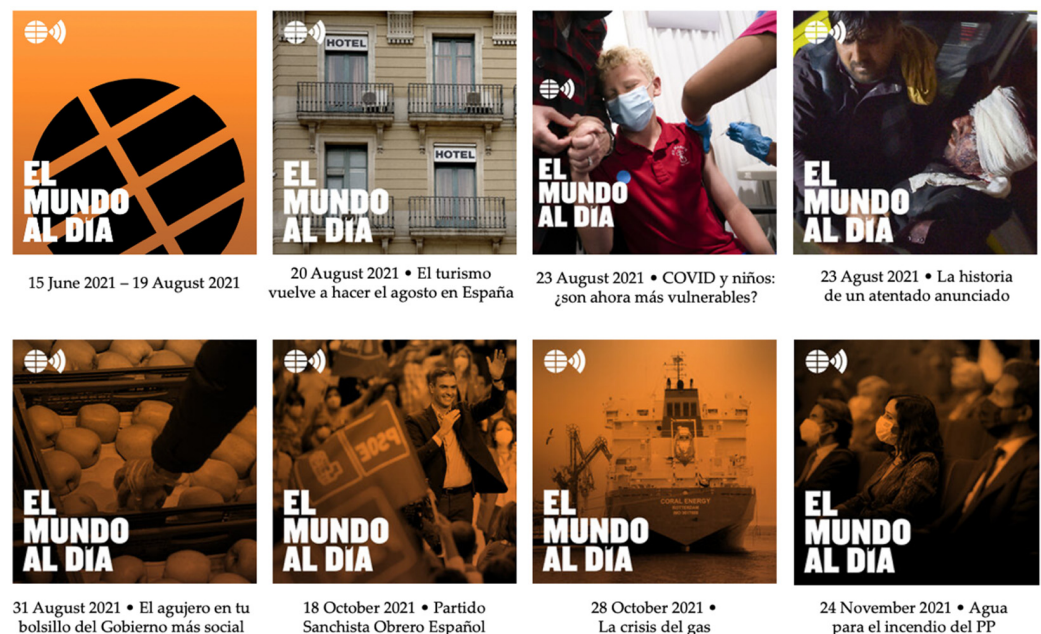 EL
MUNDO
AL DÍA
15 June 2021 – 19 August 2021
HOTEL
HOTEL
EL
MUNDO
AL DÍA
20 August 2021 • El turismo
vuelve a hacer el agosto en España
EL
MUNDO
AL DÍA
23 August 2021 • COVID y niños:
¿son ahora más vulnerables?
EL
MUNDO
AL DÍA
23 Agust 2021 • La historia
de un atentado anunciado
EL
MUNDO
AL DÍA
31 August 2021 • El agujero en tu
bolsillo del Gobierno más social
PSOE
EL
MUNDO
AL DÍA
18 October 2021 • Partido
Sanchista Obrero Español
CORAL ENERGY
ROTTERDAM
EL
MUNDO
AL DÍA
28 October 2021 •
La crisis del gas
EL
MUNDO
AL DÍA
24 November 2021 • Agua
para el incendio del PP